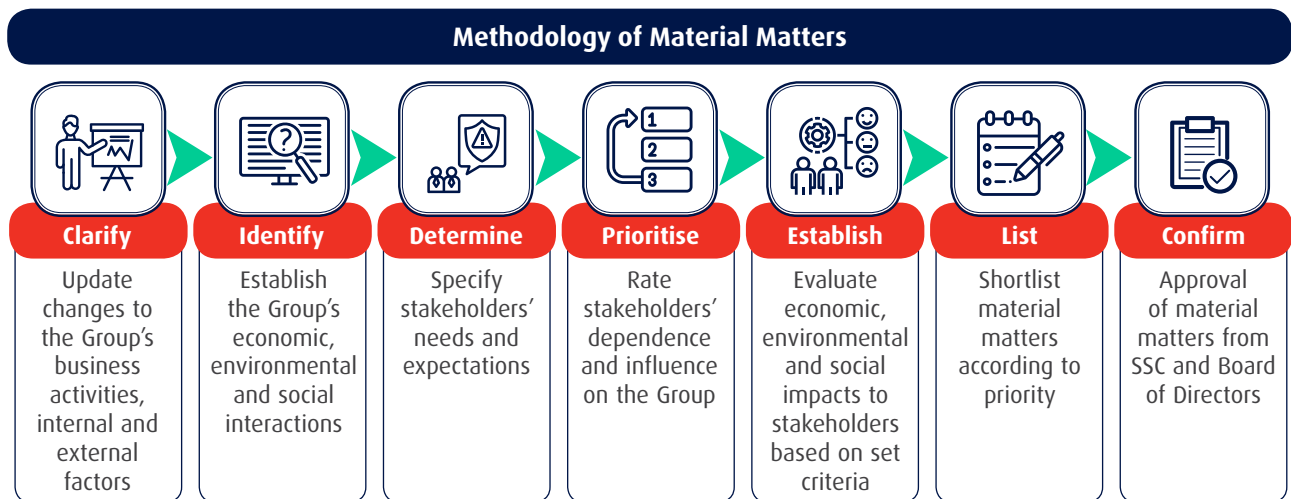 Methodology of Material Matters
1
2
3
?
Clarify
Update
changes to
the Group’s
business
activities,
internal and
external
factors
Identify
Establish
the Group’s
economic,
environmental
and social
interactions
Determine
Specify
stakeholders’
needs and
expectations
Prioritise
Rate
stakeholders’
dependence
and influence
on the Group
Establish
Evaluate
economic,
environmental
and social
impacts to
stakeholders
based on set
criteria
List
Shortlist
material
matters
according to
priority
Confirm
Approval
of material
matters from
SSC and Board
of Directors